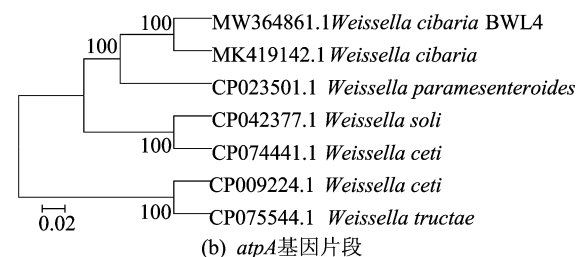 100 MW364861.1Weissella cibaria BWL4
100 MK419142.1Weissella cibaria
CP023501.1 Weissella paramesenteroides
CP042377.1 Weissella soli
100 CP074441.1 Weissella ceti
CP009224.1 Weissella ceti
100 CP075544.1 Weissella tructae
0.02
(b) atpA基因片段